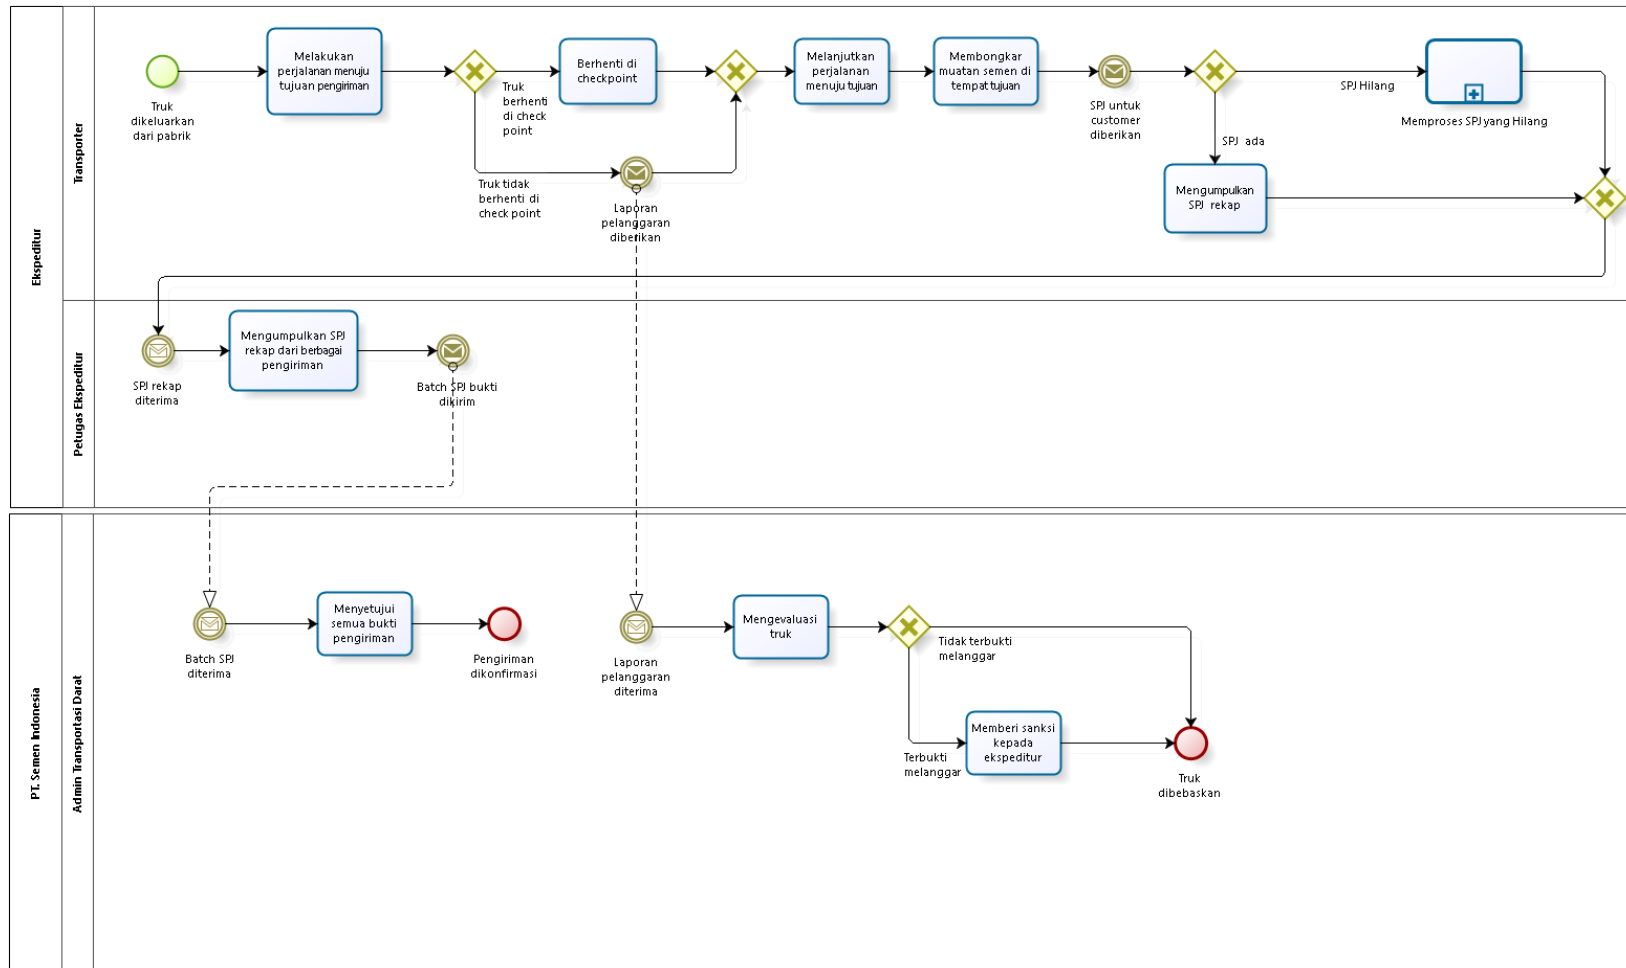 Ekspeditur
Transporter
Truk
dikeluarkan
dari pabrik
Melakukan
perjalanan menuju
tujuan pengiriman
Truk
berhenti
di check
point
Truk tidak
berhenti di
check point
Berhenti di
checkpoint
Laporan
pelanggaran
diberikan
Melanjutkan
perjalanan
menuju tujuan
Membongkar
muatan semen di
tempat tujuan
SPJ untuk
customer
diberikan
SPJ Hilang
SPJ ada
Memproses SPJ yang Hilang
Mengumpulkan
SPJ rekap
Petugas Ekspeditur
SPJ rekap
diterima
Mengumpulkan SPJ
rekap dari berbagai
pengiriman
Batch SPJ bukti
dikirim
PT. Semen Indonesia
Admin Transportasi Darat
Batch SPJ
diterima
Menyetujui
semua bukti
pengiriman
Pengiriman
dikonfirmasi
Laporan
pelanggaran
diterima
Mengevaluasi
truk
Tidak terbukti
melanggar
Terbukti
melanggar
Memberi sanksi
kepada
ekspeditur
Truk
dibebaskan